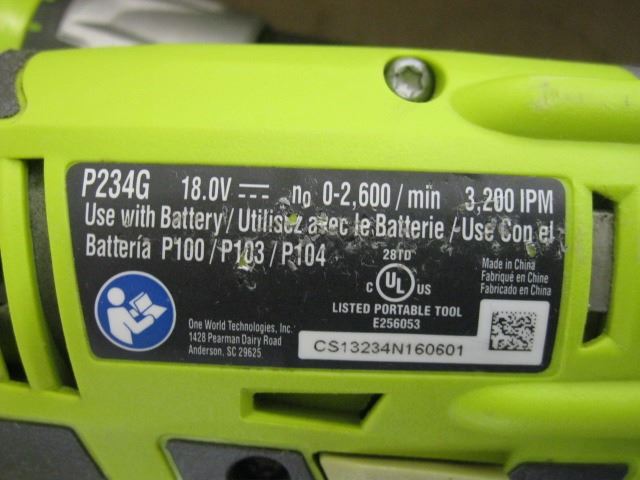 P234G 18.0V n0 0-2,600 / min 3,200 IPM
Use with Battery / Utilisez avec le Batterie / Use Con el
Batería P100 / P103 / P104
28TD
C UL US
LISTED PORTABLE TOOL
E256053
Made in China
Fabriqué en Chine
Fabricado en China
One World Technologies, Inc.
1428 Pearman Dairy Road
Anderson, SC 29625
CS13234N160601